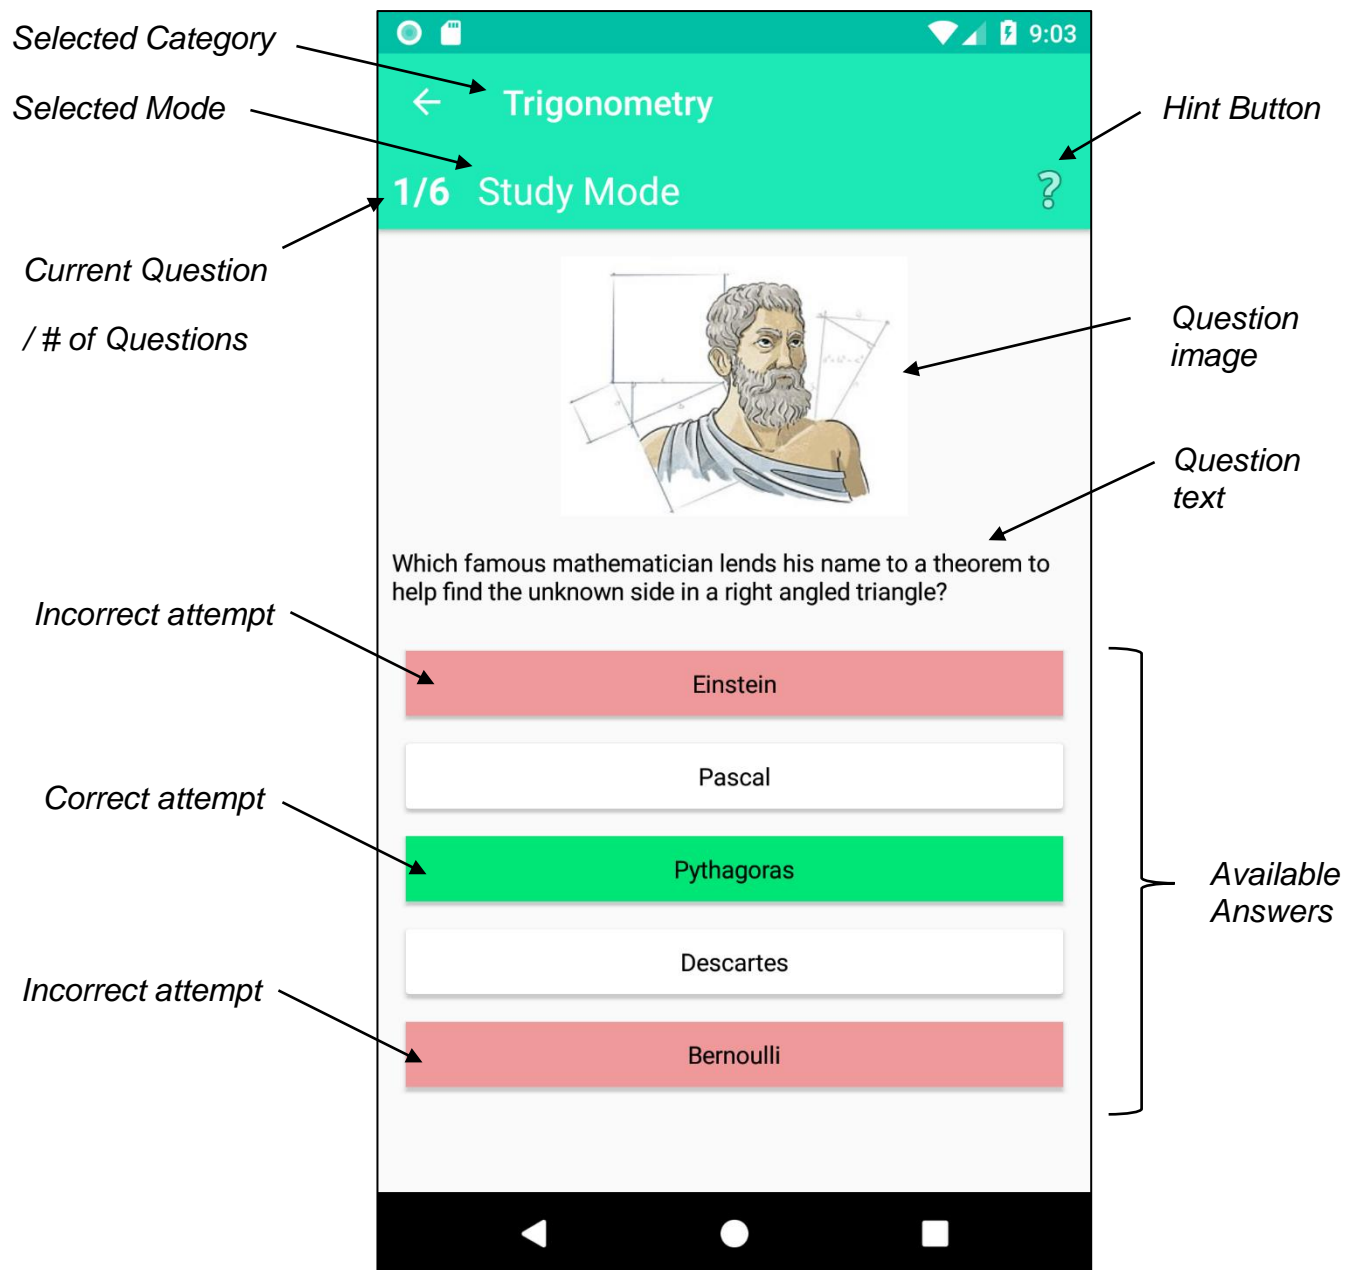 Selected Category
9:03
Selected Mode
Trigonometry
Hint Button
1/6 Study Mode
?
Current Question
/ # of Questions
Question
image
Question
text
Which famous mathematician lends his name to a theorem to
help find the unknown side in a right angled triangle?
Incorrect attempt
Einstein
Pascal
Correct attempt
Pythagoras
Available
Answers
Descartes
Incorrect attempt
Bernoulli